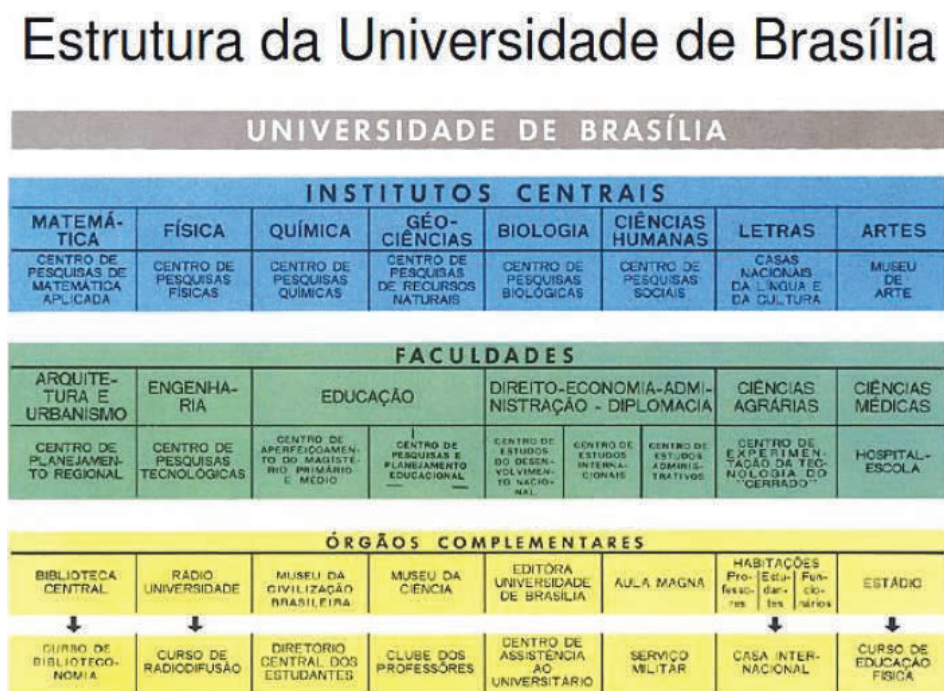 Estrutura da Universidade de Brasília
UNIVERSIDADE DE BRASÍLIA
INSTITUTOS CENTRAIS
MATEMÁ-
TICA
FÍSICA
QUÍMICA
GÉO-
CIÊNCIAS
BIOLOGIA
CIÊNCIAS
HUMANAS
LETRAS
ARTES
CENTRO DE
PESQUISAS DE
MATEMÁTICA
APLICADA
CENTRO DE
PESQUISAS
FÍSICAS
CENTRO DE
PESQUISAS
QUÍMICAS
CENTRO DE
PESQUISAS
DE RECURSOS
NATURAIS
CENTRO DE
PESQUISAS
BIOLÓGICAS
CENTRO DE
PESQUISAS
SOCIAIS
CASAS
NACIONAIS
DA LÍNGUA E
DA CULTURA
MUSEU
DE
ARTE
FACULDADES
ARQUITE-
TURA E
URBANISMO
ENGENHA-
RIA
EDUCAÇÃO
DIREITO-ECONOMIA-ADMI-
NISTRAÇÃO - DIPLOMACIA
CIÊNCIAS
AGRÁRIAS
CIÊNCIAS
MÉDICAS
CENTRO DE
PLANEJAMEN-
TO REGIONAL
CENTRO DE
PESQUISAS
TECNOLÓGICAS
CENTRO DE
APERFEIÇOAMEN-
TO DO MAGISTÉ-
RIO PRIMÁRIO
E MÉDIO
CENTRO DE
PESQUISAS E
PLANEJAMENTO
EDUCACIONAL
CENTRO DE
ESTUDOS
DO DESEN-
VOLVIMEN-
TO NACIO-
NAL
CENTRO DE
ESTUDOS
INTERNA-
CIONAIS
CENTRO DE
ESTUDOS
ADMINIS-
TRATIVOS
CENTRO DE
EXPERIMEN-
TAÇÃO DA TEC-
NOLOGIA DO
"CERRADO"
HOSPITAL-
ESCOLA
ÓRGÃOS COMPLEMENTARES
BIBLIOTECA
CENTRAL
RÁDIO
UNIVERSIDADE
MUSEU DA
CIVILIZAÇÃO
BRASILEIRA
MUSEU DA
CIÊNCIA
EDITÔRA
UNIVERSIDADE
DE BRASÍLIA
AULA MAGNA
HABITAÇÕES
Pro-
fesso-
res
Estu-
dan-
tes
Fun-
cio-
nários
ESTÁDIO
CURSO DE
BIBLIOTECO-
NOMIA
CURSO DE
RADIODIFUSÃO
DIRETÓRIO
CENTRAL DOS
ESTUDANTES
CLUBE DOS
PROFESSÔRES
CENTRO DE
ASSISTÊNCIA
AO
UNIVERSITÁRIO
SERVIÇO
MILITAR
CASA INTER-
NACIONAL
CURSO DE
EDUCAÇÃO
FÍSICA